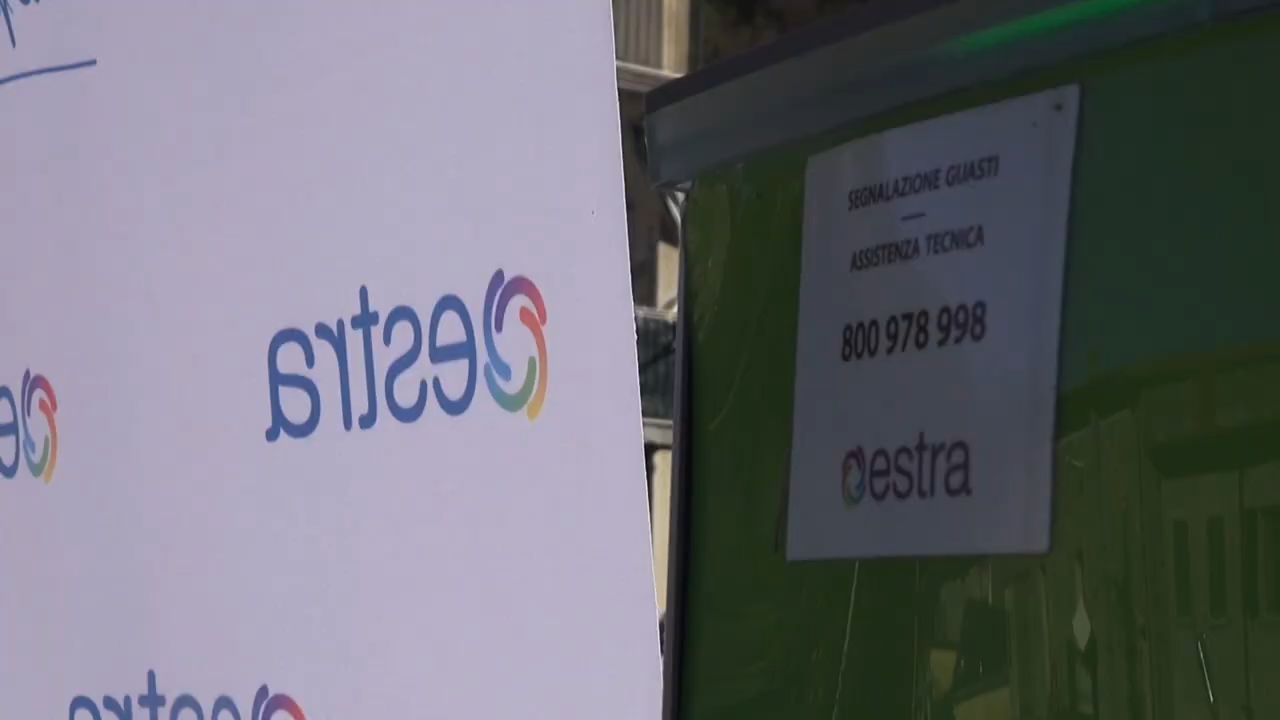 estra
SEGNALAZIONE GUASTI
ASSISTENZA TECNICA
800 978 998
estra
estra